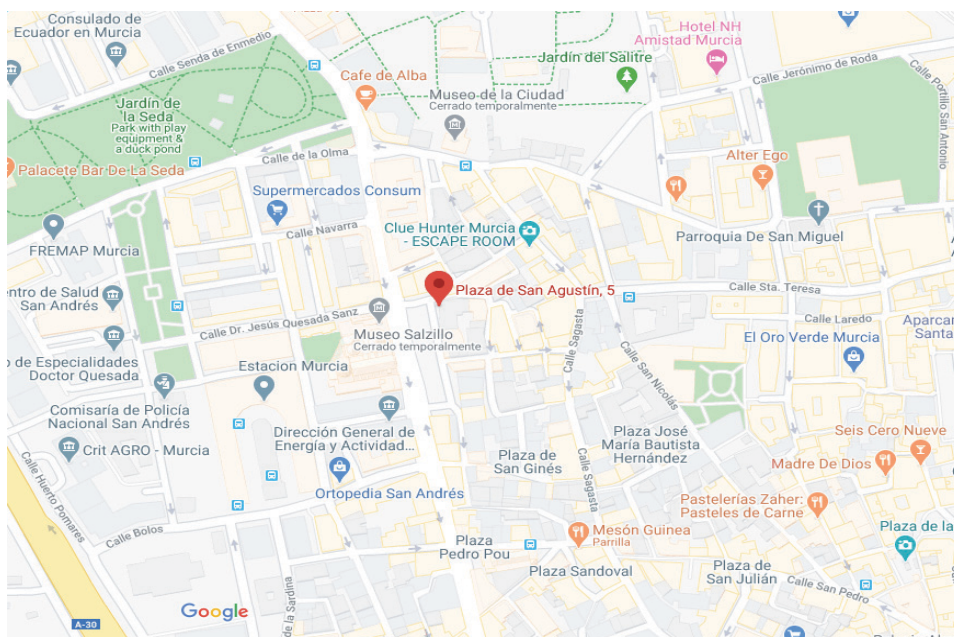 Consulado de
Ecuador en Murcia
Calle Senda de Enmedio
Hotel NH
Amistad Murcia
Jardín del Salitre
Calle Jerónimo de Roda
Calle Portillo San Antonio
Cafe de Alba
Museo de la Ciudad
Cerrado temporalmente
Jardín de
la Seda
Park with play
equipment &
a duck pond
Palacete Bar De La Seda
Calle de la Olma
Alter Ego
Supermercados Consum
Calle Navarra
Clue Hunter Murcia
- ESCAPE ROOM
Parroquia De San Miguel
FREMAP Murcia
Plaza de San Agustín, 5
Calle Sta. Teresa
ntro de Salud
San Andrés
Calle Dr. Jesús Quesada Sanz
Museo Salzillo
Cerrado temporalmente
Calle Laredo
Aparcan
Santa
El Oro Verde Murcia
o de Especialidades
Doctor Quesada
Estacion Murcia
Calle Sagasta
Calle San Nicolás
Comisaría de Policía
Nacional San Andrés
Dirección General de
Energía y Actividad...
Crit AGRO - Murcia
Plaza de
San Ginés
Plaza José
María Bautista
Hernández
Seis Cero Nueve
Madre De Dios
Ortopedia San Andrés
Calle Sagasta
Calle Huerto Pomares
Pastelerías Zaher:
Pasteles de Carne
Calle Bolos
Mesón Guinea
Parrilla
Plaza de la
Plaza
Pedro Pou
Plaza Sandoval
Plaza de
San Julián
Calle San Pedro
de la Sarpina
Google
A-30